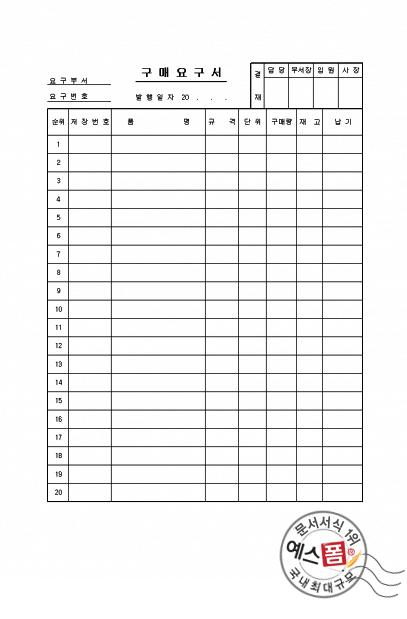 구 매 요 구 서
결 재
담 당 부서장 임 원 사 장
요 구 부 서
요 구 번 호
발 행 일 자 20 . . .
순위 저 장 번 호 품 명 규 격 단 위 구매량 재 고 납 기
1
2
3
4
5
6
7
8
9
10
11
12
13
14
15
16
17
18
19
20
문서서식 1위
예스폼®
국내최대규모